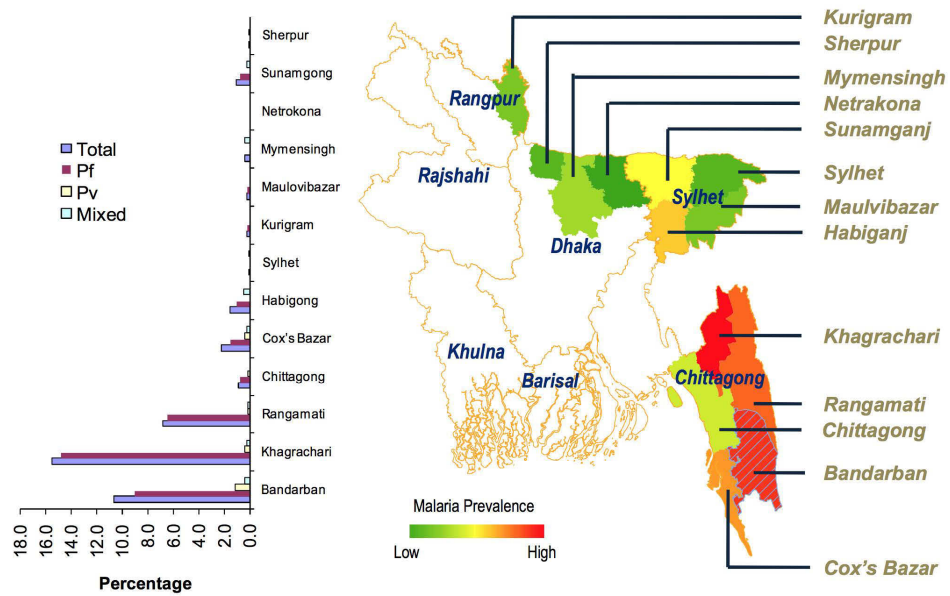 Sherpur
Sunamgong
Netrokona
Mymensingh
Maulovibazar
Kurigram
Sylhet
Habigong
Cox's Bazar
Chittagong
Rangamati
Khagrachari
Bandarban
Total
Pf
Pv
Mixed
18.0
16.0
14.0
12.0
10.0
8.0
6.0
4.0
2.0
0.0
Percentage
Rangpur
Rajshahi
Dhaka
Sylhet
Khulna
Barisal
Chittagong
Malaria Prevalence
Low High
Kurigram
Sherpur
Mymensingh
Netrakona
Sunamganj
Sylhet
Maulvibazar
Habiganj
Khagrachari
Rangamati
Chittagong
Bandarban
Cox's Bazar